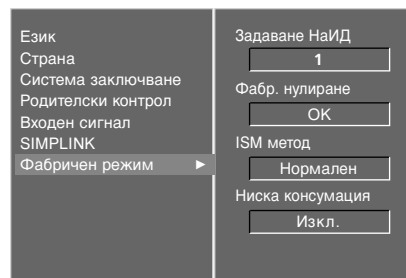 Език
Страна
Система заключване
Родителски контрол
Входен сигнал
SIMPLINK
Фабричен режим ►
Задаване НаИД
1
Фабр. нулиране
OK
ISM метод
Нормален
Ниска консумация
Изкл.